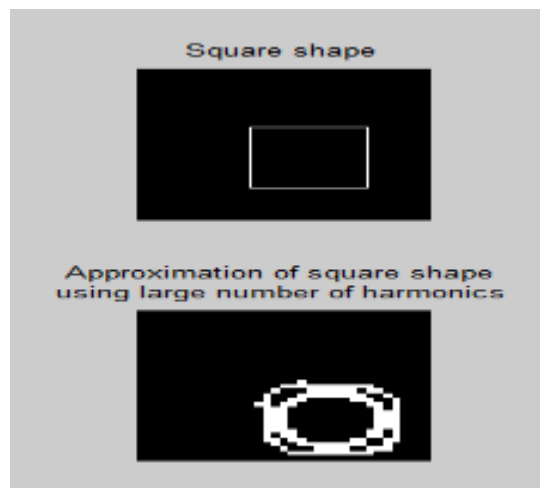 Square shape
Approximation of square shape
using large number of harmonics